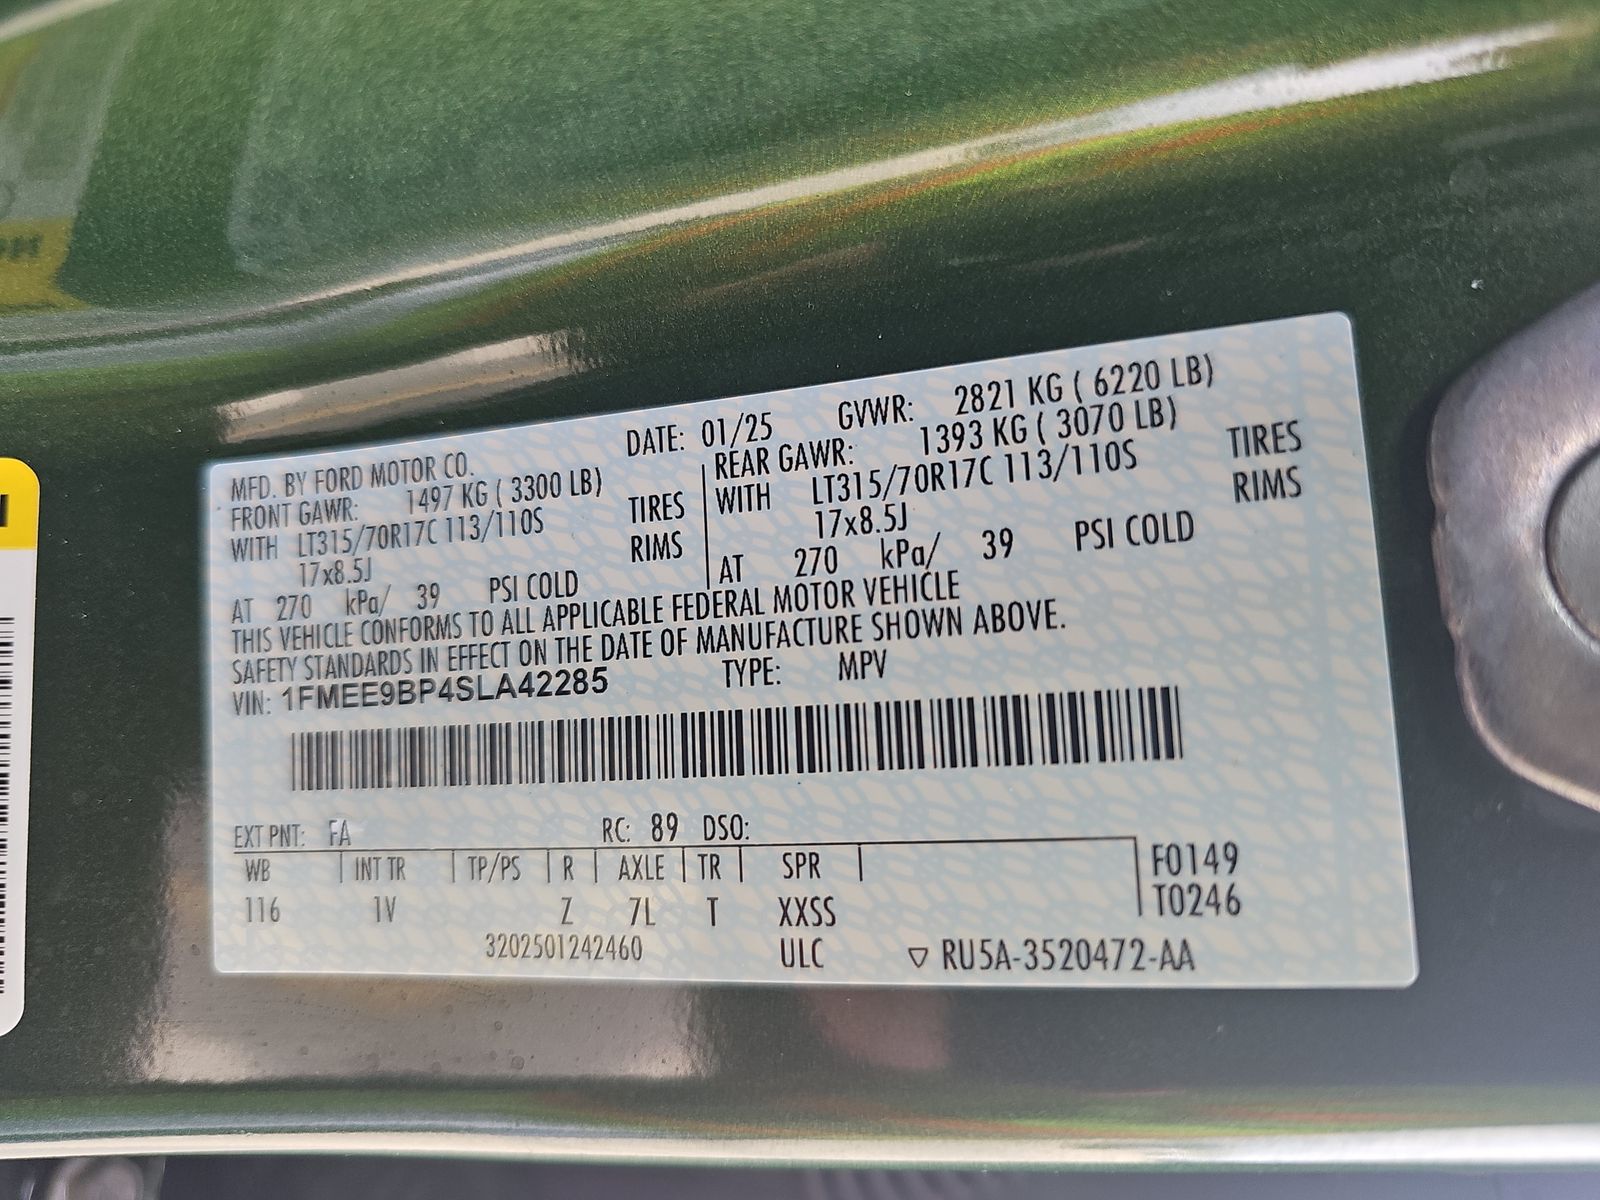 MFD. BY FORD MOTOR CO. DATE: 01/25 GVWR: 2821 KG ( 6220 LB)
FRONT GAWR: 1497 KG ( 3300 LB) REAR GAWR: 1393 KG ( 3070 LB)
WITH LT315/70R17C 113/110S TIRES WITH LT315/70R17C 113/110S TIRES
17x8.5J RIMS 17x8.5J RIMS
AT 270 kPa/ 39 PSI COLD AT 270 kPa/ 39 PSI COLD
THIS VEHICLE CONFORMS TO ALL APPLICABLE FEDERAL MOTOR VEHICLE
SAFETY STANDARDS IN EFFECT ON THE DATE OF MANUFACTURE SHOWN ABOVE.
VIN: 1FMEE9BP4SLA42285 TYPE: MPV
EXT PNT: FA RC: 89 DSO:
WB INT TR TP/PS R AXLE TR SPR F0149
116 1V Z 7L T XXSS T0246
3202501242460 ULC ▽ RU5A-3520472-AA